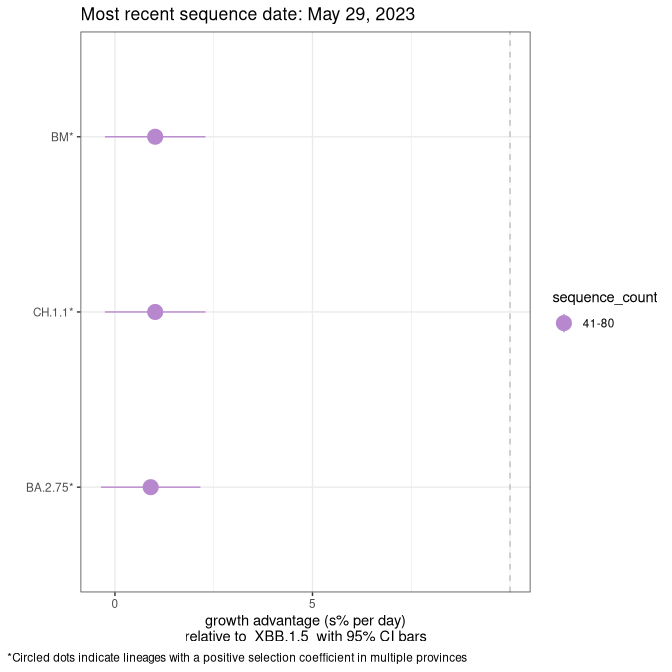 Most recent sequence date: May 29, 2023
BM*
CH.1.1*
BA.2.75*
0
5
growth advantage (s% per day)
relative to  XBB.1.5  with 95% CI bars
sequence_count
41-80
*Circled dots indicate lineages with a positive selection coefficient in multiple provinces